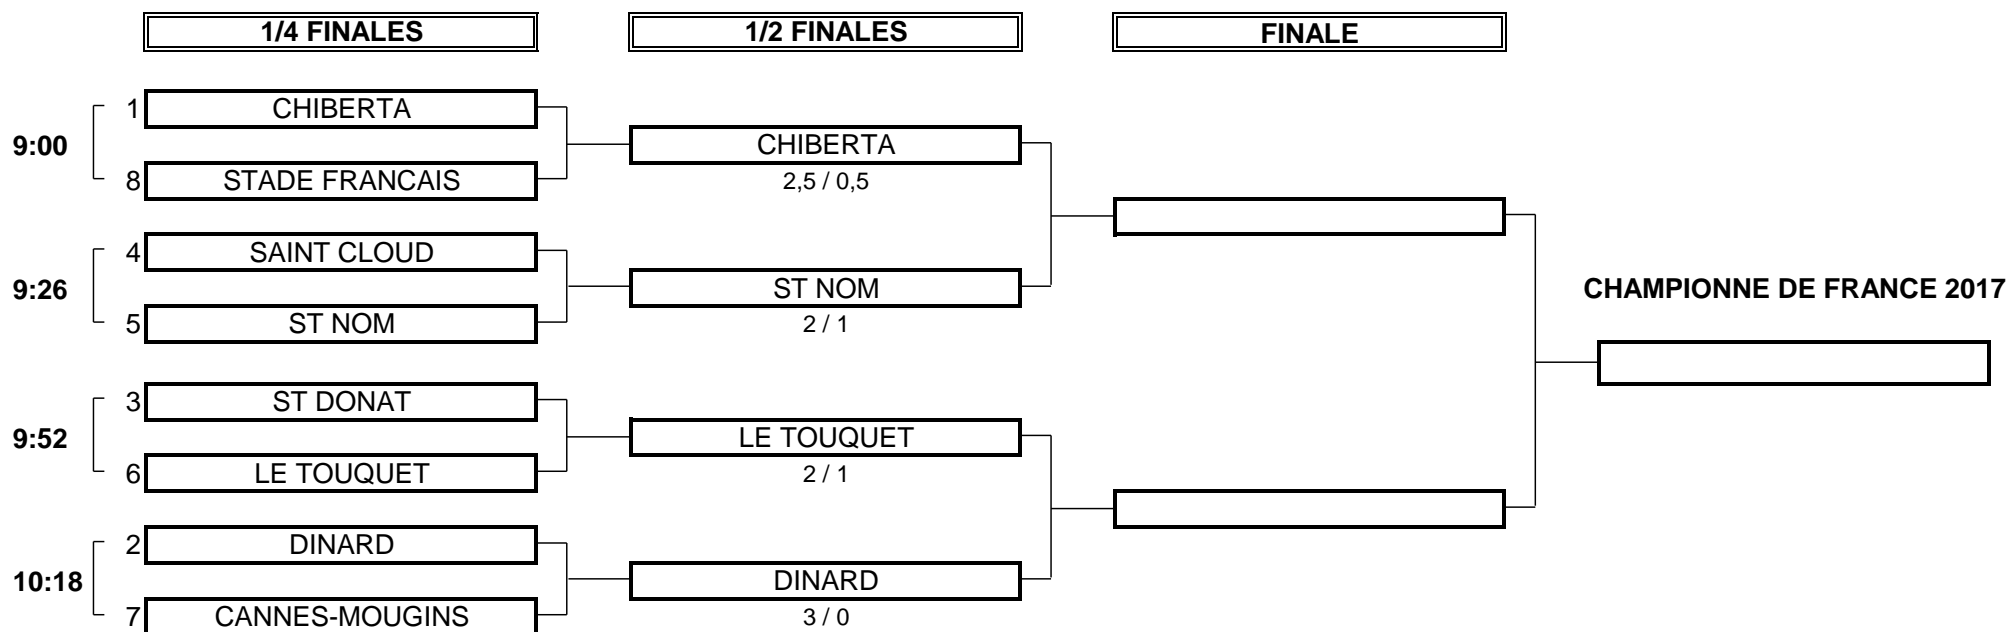 1/4 FINALES
1/2 FINALES
FINALE
1 CHIBERTA
9:00
8 STADE FRANCAIS
CHIBERTA
2,5 / 0,5
4 SAINT CLOUD
9:26
5 ST NOM
ST NOM
2 / 1
CHAMPIONNE DE FRANCE 2017
3 ST DONAT
9:52
6 LE TOUQUET
LE TOUQUET
2 / 1
2 DINARD
10:18
7 CANNES-MOUGINS
DINARD
3 / 0